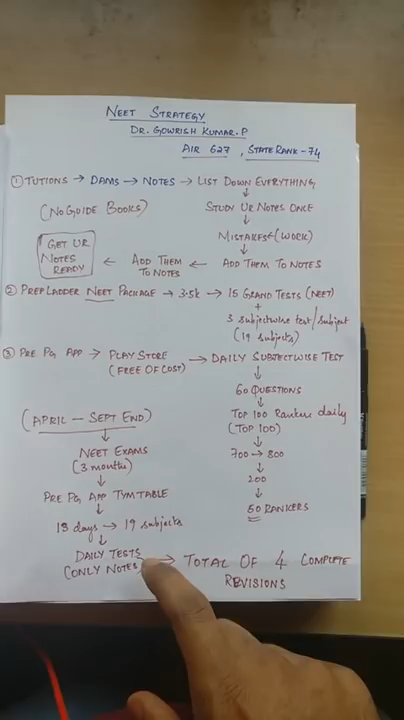 NEET STRATEGY
DR. GOWRISH KUMAR.P
AIR 627, STATE RANK-74
① TUTIONS → DAMS → NOTES → LIST DOWN EVERYTHING
(NO GUIDE BOOKS)
STUDY UR NOTES ONCE
MISTAKES ← (WORK)
GET UR NOTES READY ← ADD THEM TO NOTES ← ADD THEM TO NOTES
② PREPLADDER NEET PACKAGE → 3.5k → 15 GRAND TESTS (NEET)
+
3 subjectwise test/subject
(19 subjects)
③ PRE PG APP → PLAY STORE → DAILY SUBJECTWISE TEST
(FREE OF COST)
60 QUESTIONS
TOP 100 Rankers daily
(TOP 100)
700 → 800
200
50 RANKERS
(APRIL - SEPT END)
NEET EXAMS
(3 months)
PRE PG APP TYMTABLE
18 days → 19 subjects
DAILY TESTS → TOTAL OF 4 COMPLETE
(ONLY NOTES
REVISIONS